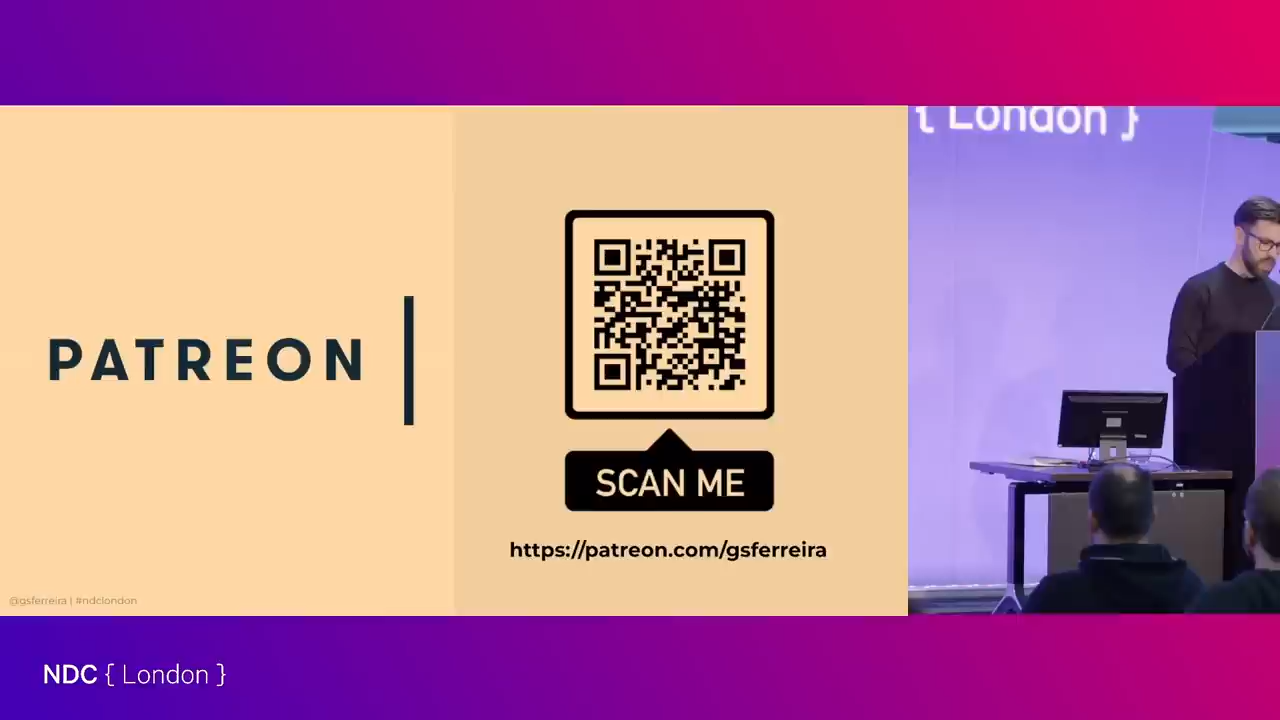 { London }
PATREON
SCAN ME
https://patreon.com/gsferreira
@gsferreira | #ndclondon
NDC { London }